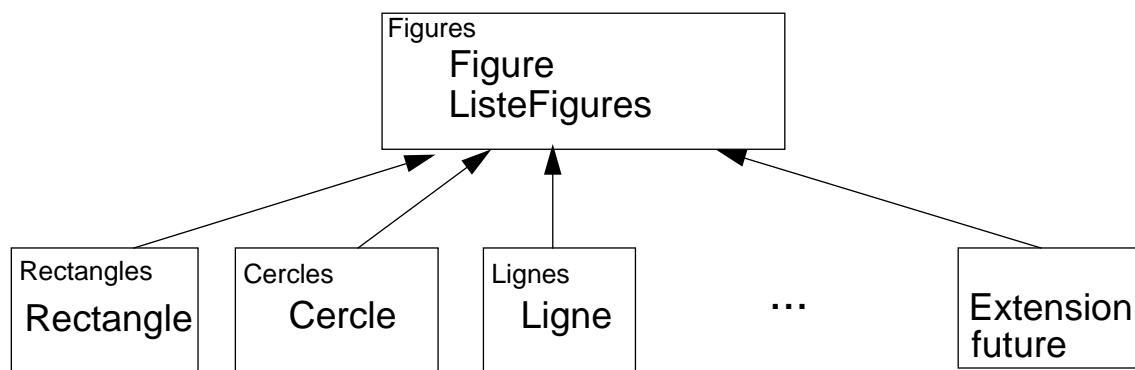 Figures
Figure
ListeFigures
Rectangles
Rectangle
Cercles
Cercle
Lignes
Ligne
...
Extension
future